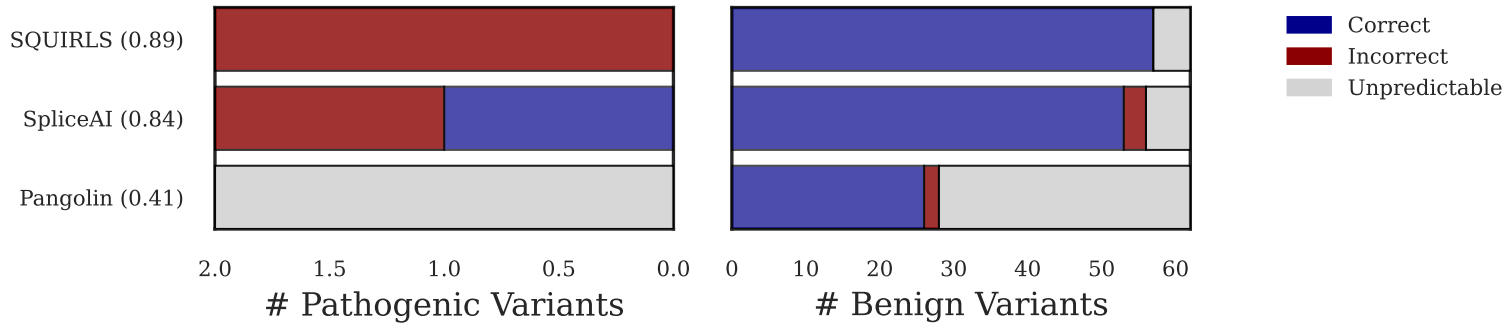 SQUIRLS (0.89)
SpliceAI (0.84)
Pangolin (0.41)
2.0 1.5 1.0 0.5 0.0
# Pathogenic Variants
0 10 20 30 40 50 60
# Benign Variants
Correct
Incorrect
Unpredictable